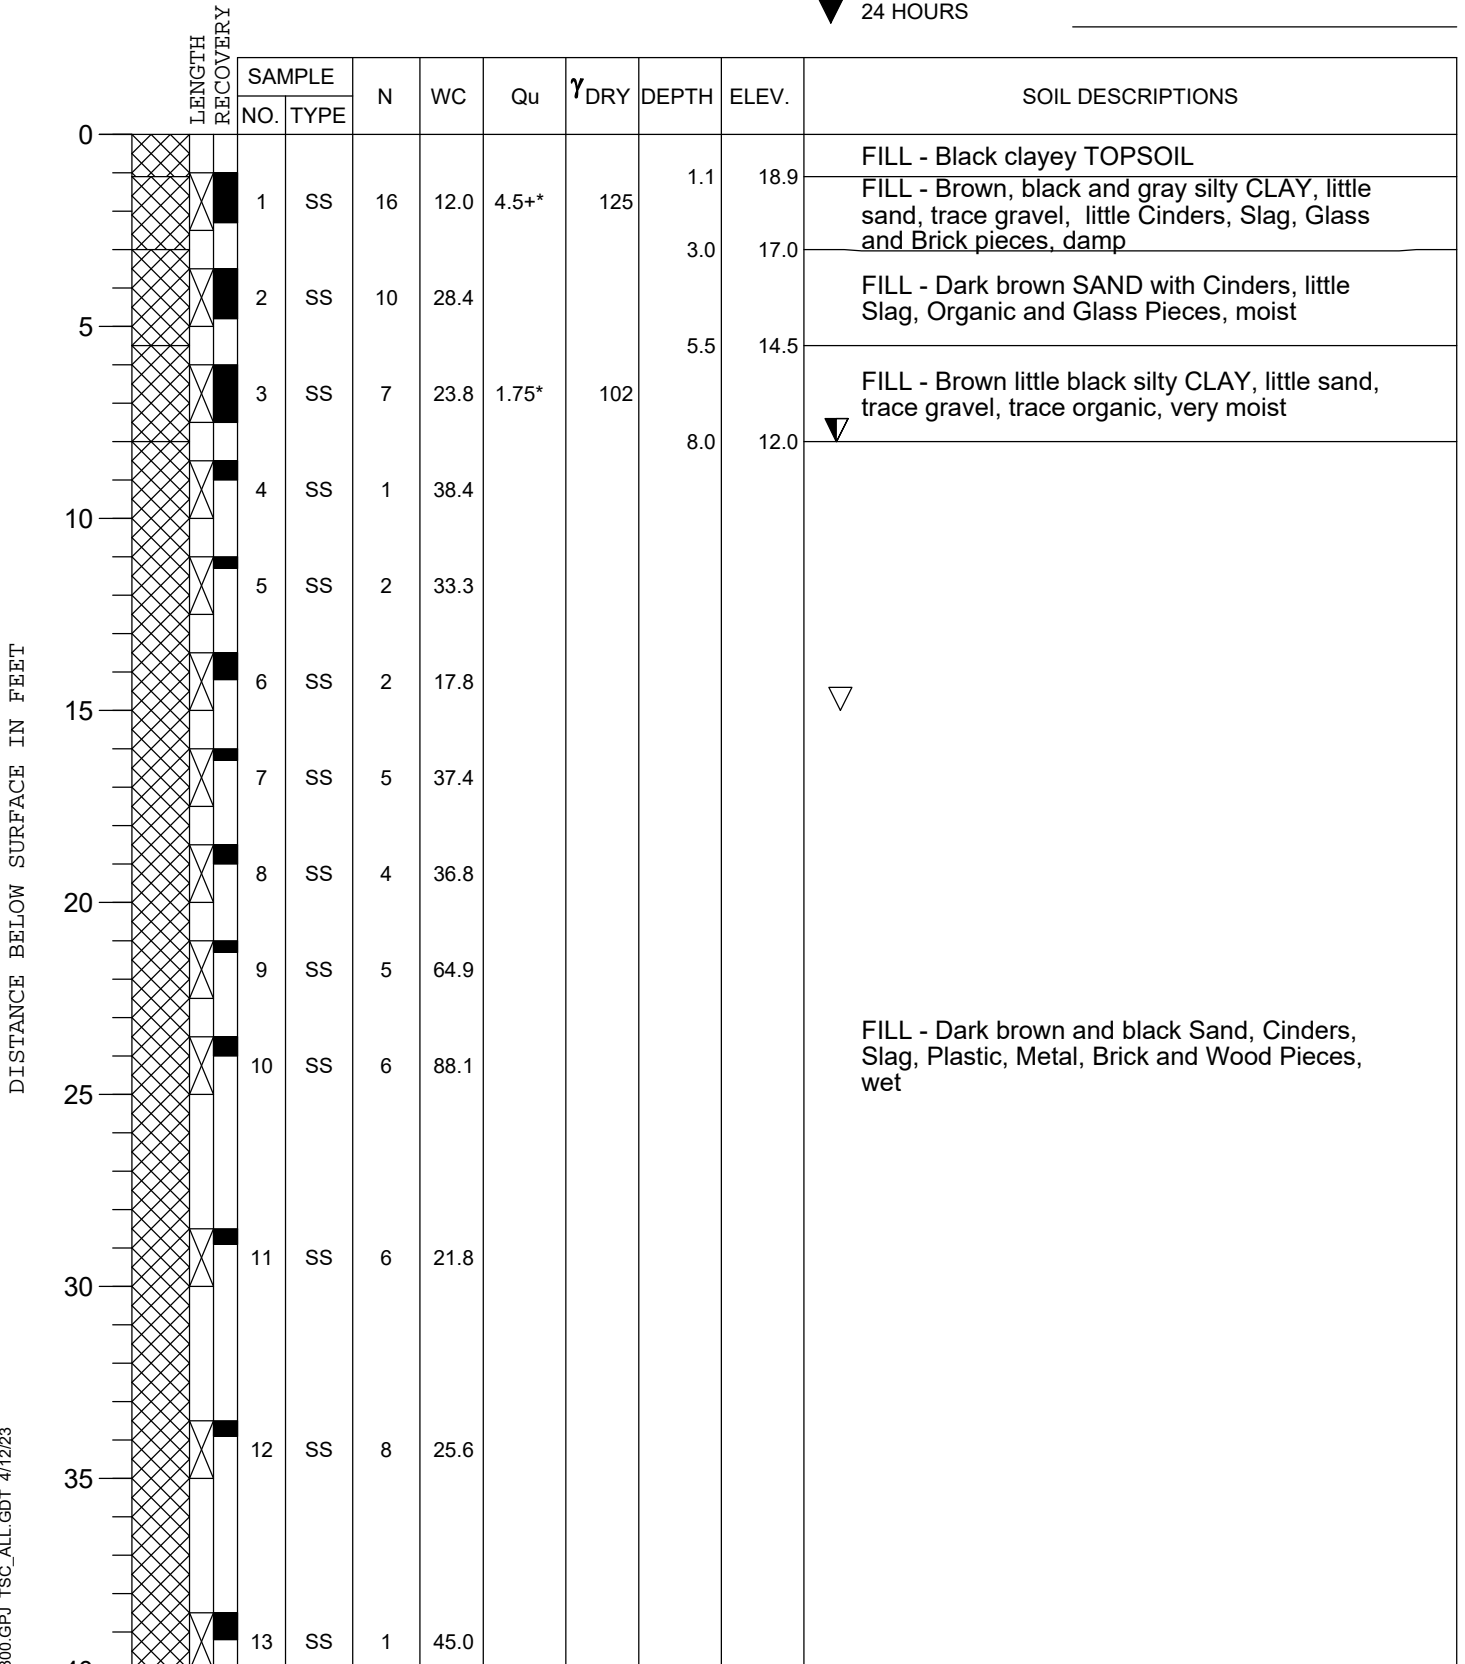 24 HOURS
LENGTH
RECOVERY
SAMPLE
NO. TYPE N WC Qu γDRY DEPTH ELEV. SOIL DESCRIPTIONS
0
FILL - Black clayey TOPSOIL
1.1 18.9
1 SS 16 12.0 4.5+* 125
FILL - Brown, black and gray silty CLAY, little
sand, trace gravel, little Cinders, Slag, Glass
and Brick pieces, damp
3.0 17.0
2 SS 10 28.4
FILL - Dark brown SAND with Cinders, little
Slag, Organic and Glass Pieces, moist
5
5.5 14.5
3 SS 7 23.8 1.75* 102
FILL - Brown little black silty CLAY, little sand,
trace gravel, trace organic, very moist
8.0 12.0
4 SS 1 38.4
10
5 SS 2 33.3
6 SS 2 17.8
15
7 SS 5 37.4
8 SS 4 36.8
20
9 SS 5 64.9
FILL - Dark brown and black Sand, Cinders,
Slag, Plastic, Metal, Brick and Wood Pieces,
wet
10 SS 6 88.1
25
11 SS 6 21.8
30
12 SS 8 25.6
35
13 SS 1 45.0
DISTANCE BELOW SURFACE IN FEET
.GPJ TSC_ALL.GDT 4/12/23